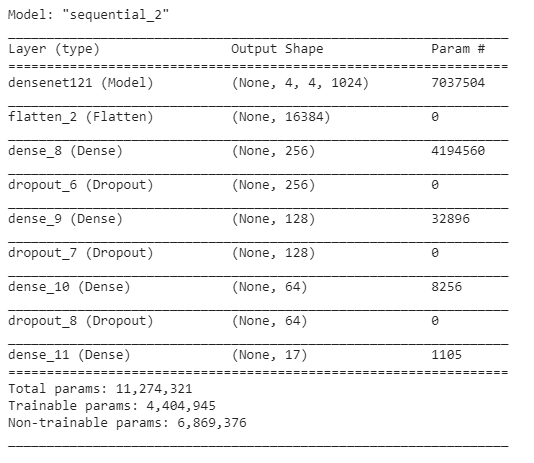 Model: "sequential_2"
_________________________________________________________________
Layer (type)                 Output Shape              Param #
=================================================================
densenet121 (Model)          (None, 4, 4, 1024)        7037504
_________________________________________________________________
flatten_2 (Flatten)          (None, 16384)             0
_________________________________________________________________
dense_8 (Dense)              (None, 256)               4194560
_________________________________________________________________
dropout_6 (Dropout)          (None, 256)               0
_________________________________________________________________
dense_9 (Dense)              (None, 128)               32896
_________________________________________________________________
dropout_7 (Dropout)          (None, 128)               0
_________________________________________________________________
dense_10 (Dense)             (None, 64)                8256
_________________________________________________________________
dropout_8 (Dropout)          (None, 64)                0
_________________________________________________________________
dense_11 (Dense)             (None, 17)                1105
=================================================================
Total params: 11,274,321
Trainable params: 4,404,945
Non-trainable params: 6,869,376
_________________________________________________________________